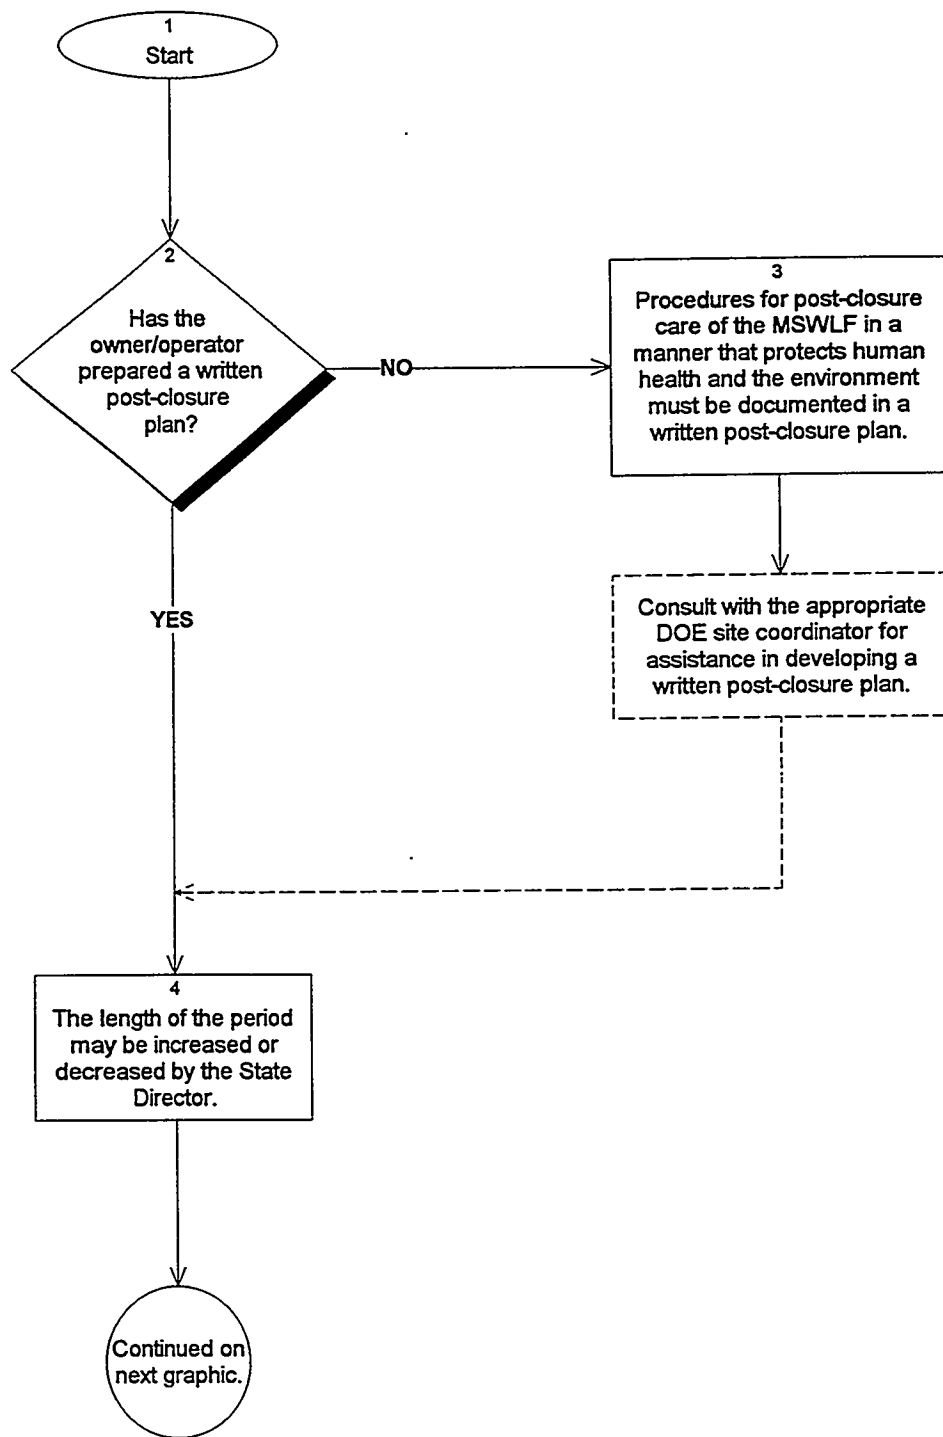 1
Start
2
Has the
owner/operator
prepared a written
post-closure
plan?
NO
3
Procedures for post-closure
care of the MSWLF in a
manner that protects human
health and the environment
must be documented in a
written post-closure plan.
Consult with the appropriate
DOE site coordinator for
assistance in developing a
written post-closure plan.
YES
4
The length of the period
may be increased or
decreased by the State
Director.
Continued on
next graphic.